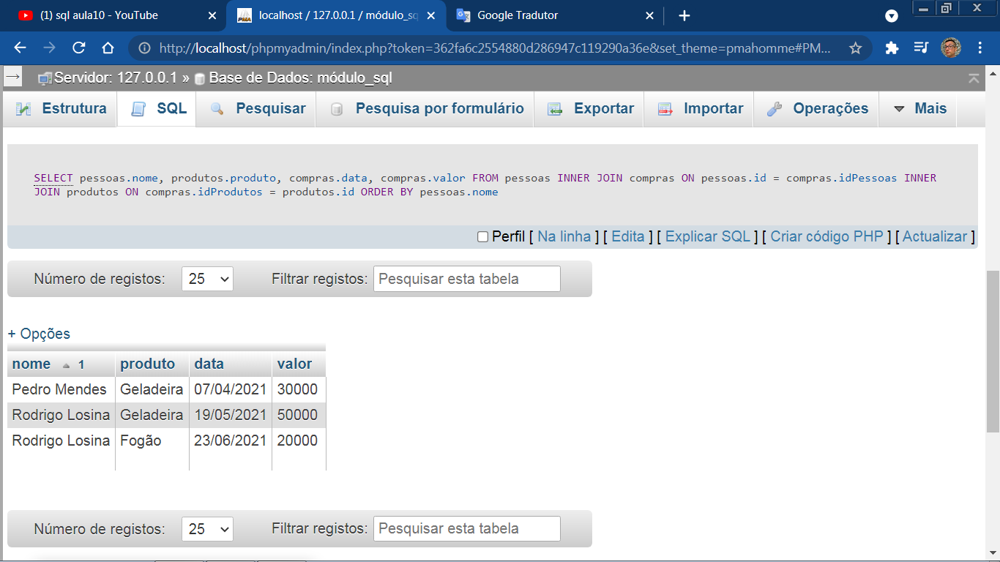 (1) sql aula10 - YouTube
localhost / 127.0.0.1 / módulo_sq
Google Tradutor
http://localhost/phpmyadmin/index.php?token=362fa6c2554880d286947c119290a36e&set_theme=pmahomme#PM...
Servidor: 127.0.0.1 » Base de Dados: módulo_sql
Estrutura SQL Pesquisar Pesquisa por formulário Exportar Importar Operações Mais
SELECT pessoas.nome, produtos.produto, compras.data, compras.valor FROM pessoas INNER JOIN compras ON pessoas.id = compras.idPessoas INNER
JOIN produtos ON compras.idProdutos = produtos.id ORDER BY pessoas.nome
Perfil [ Na linha ] [ Edita ] [ Explicar SQL ] [ Criar código PHP ] [ Actualizar ]
Número de registos: 25 Filtrar registos: Pesquisar esta tabela
+ Opções
nome 1 produto data valor
Pedro Mendes Geladeira 07/04/2021 30000
Rodrigo Losina Geladeira 19/05/2021 50000
Rodrigo Losina Fogão 23/06/2021 20000
Número de registos: 25 Filtrar registos: Pesquisar esta tabela